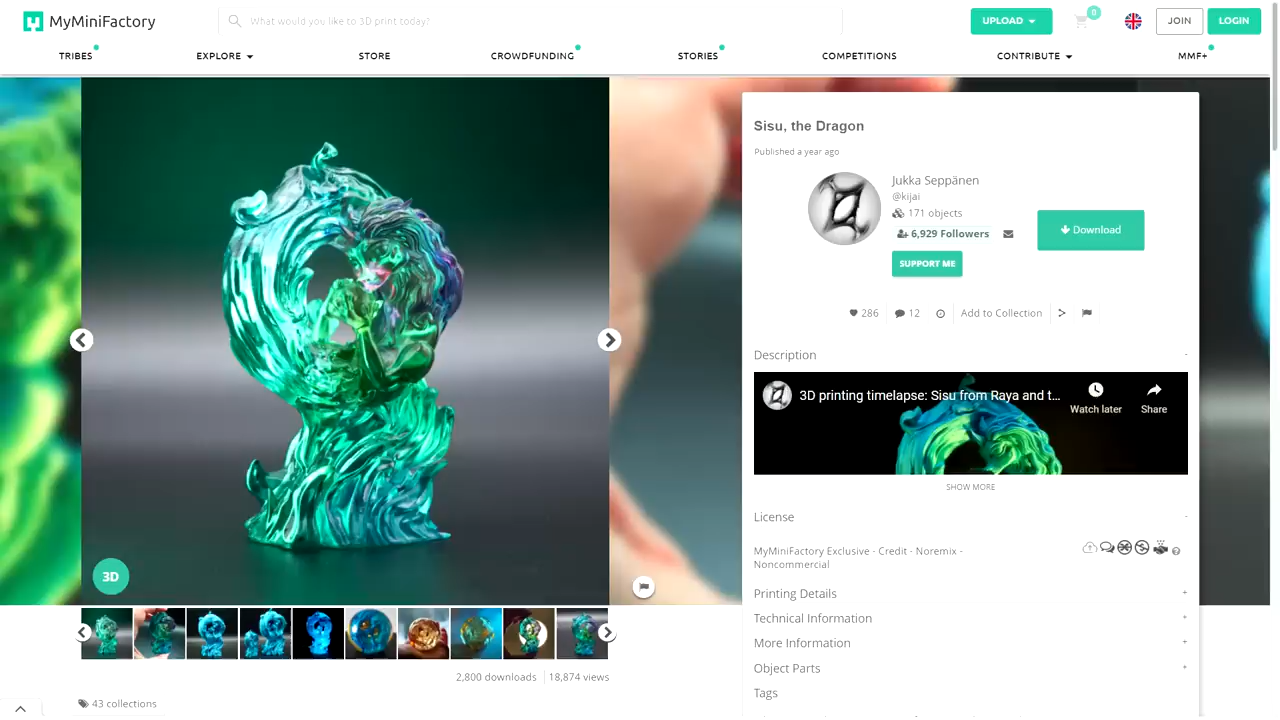 MyMiniFactory
What would you like to 3D print today?
UPLOAD
0
JOIN
LOGIN
TRIBES
EXPLORE
STORE
CROWDFUNDING
STORIES
COMPETITIONS
CONTRIBUTE
MMF+
Sisu, the Dragon
Published a year ago
Jukka Seppänen
@kijai
171 objects
6,929 Followers
SUPPORT ME
Download
286
12
Add to Collection
Description
-
3D printing timelapse: Sisu from Raya and t...
Watch later
Share
SHOW MORE
License
-
MyMiniFactory Exclusive - Credit - Noremix -
Noncommercial
Printing Details
+
Technical Information
+
More Information
+
Object Parts
+
Tags
3D
2,800 downloads
18,874 views
43 collections